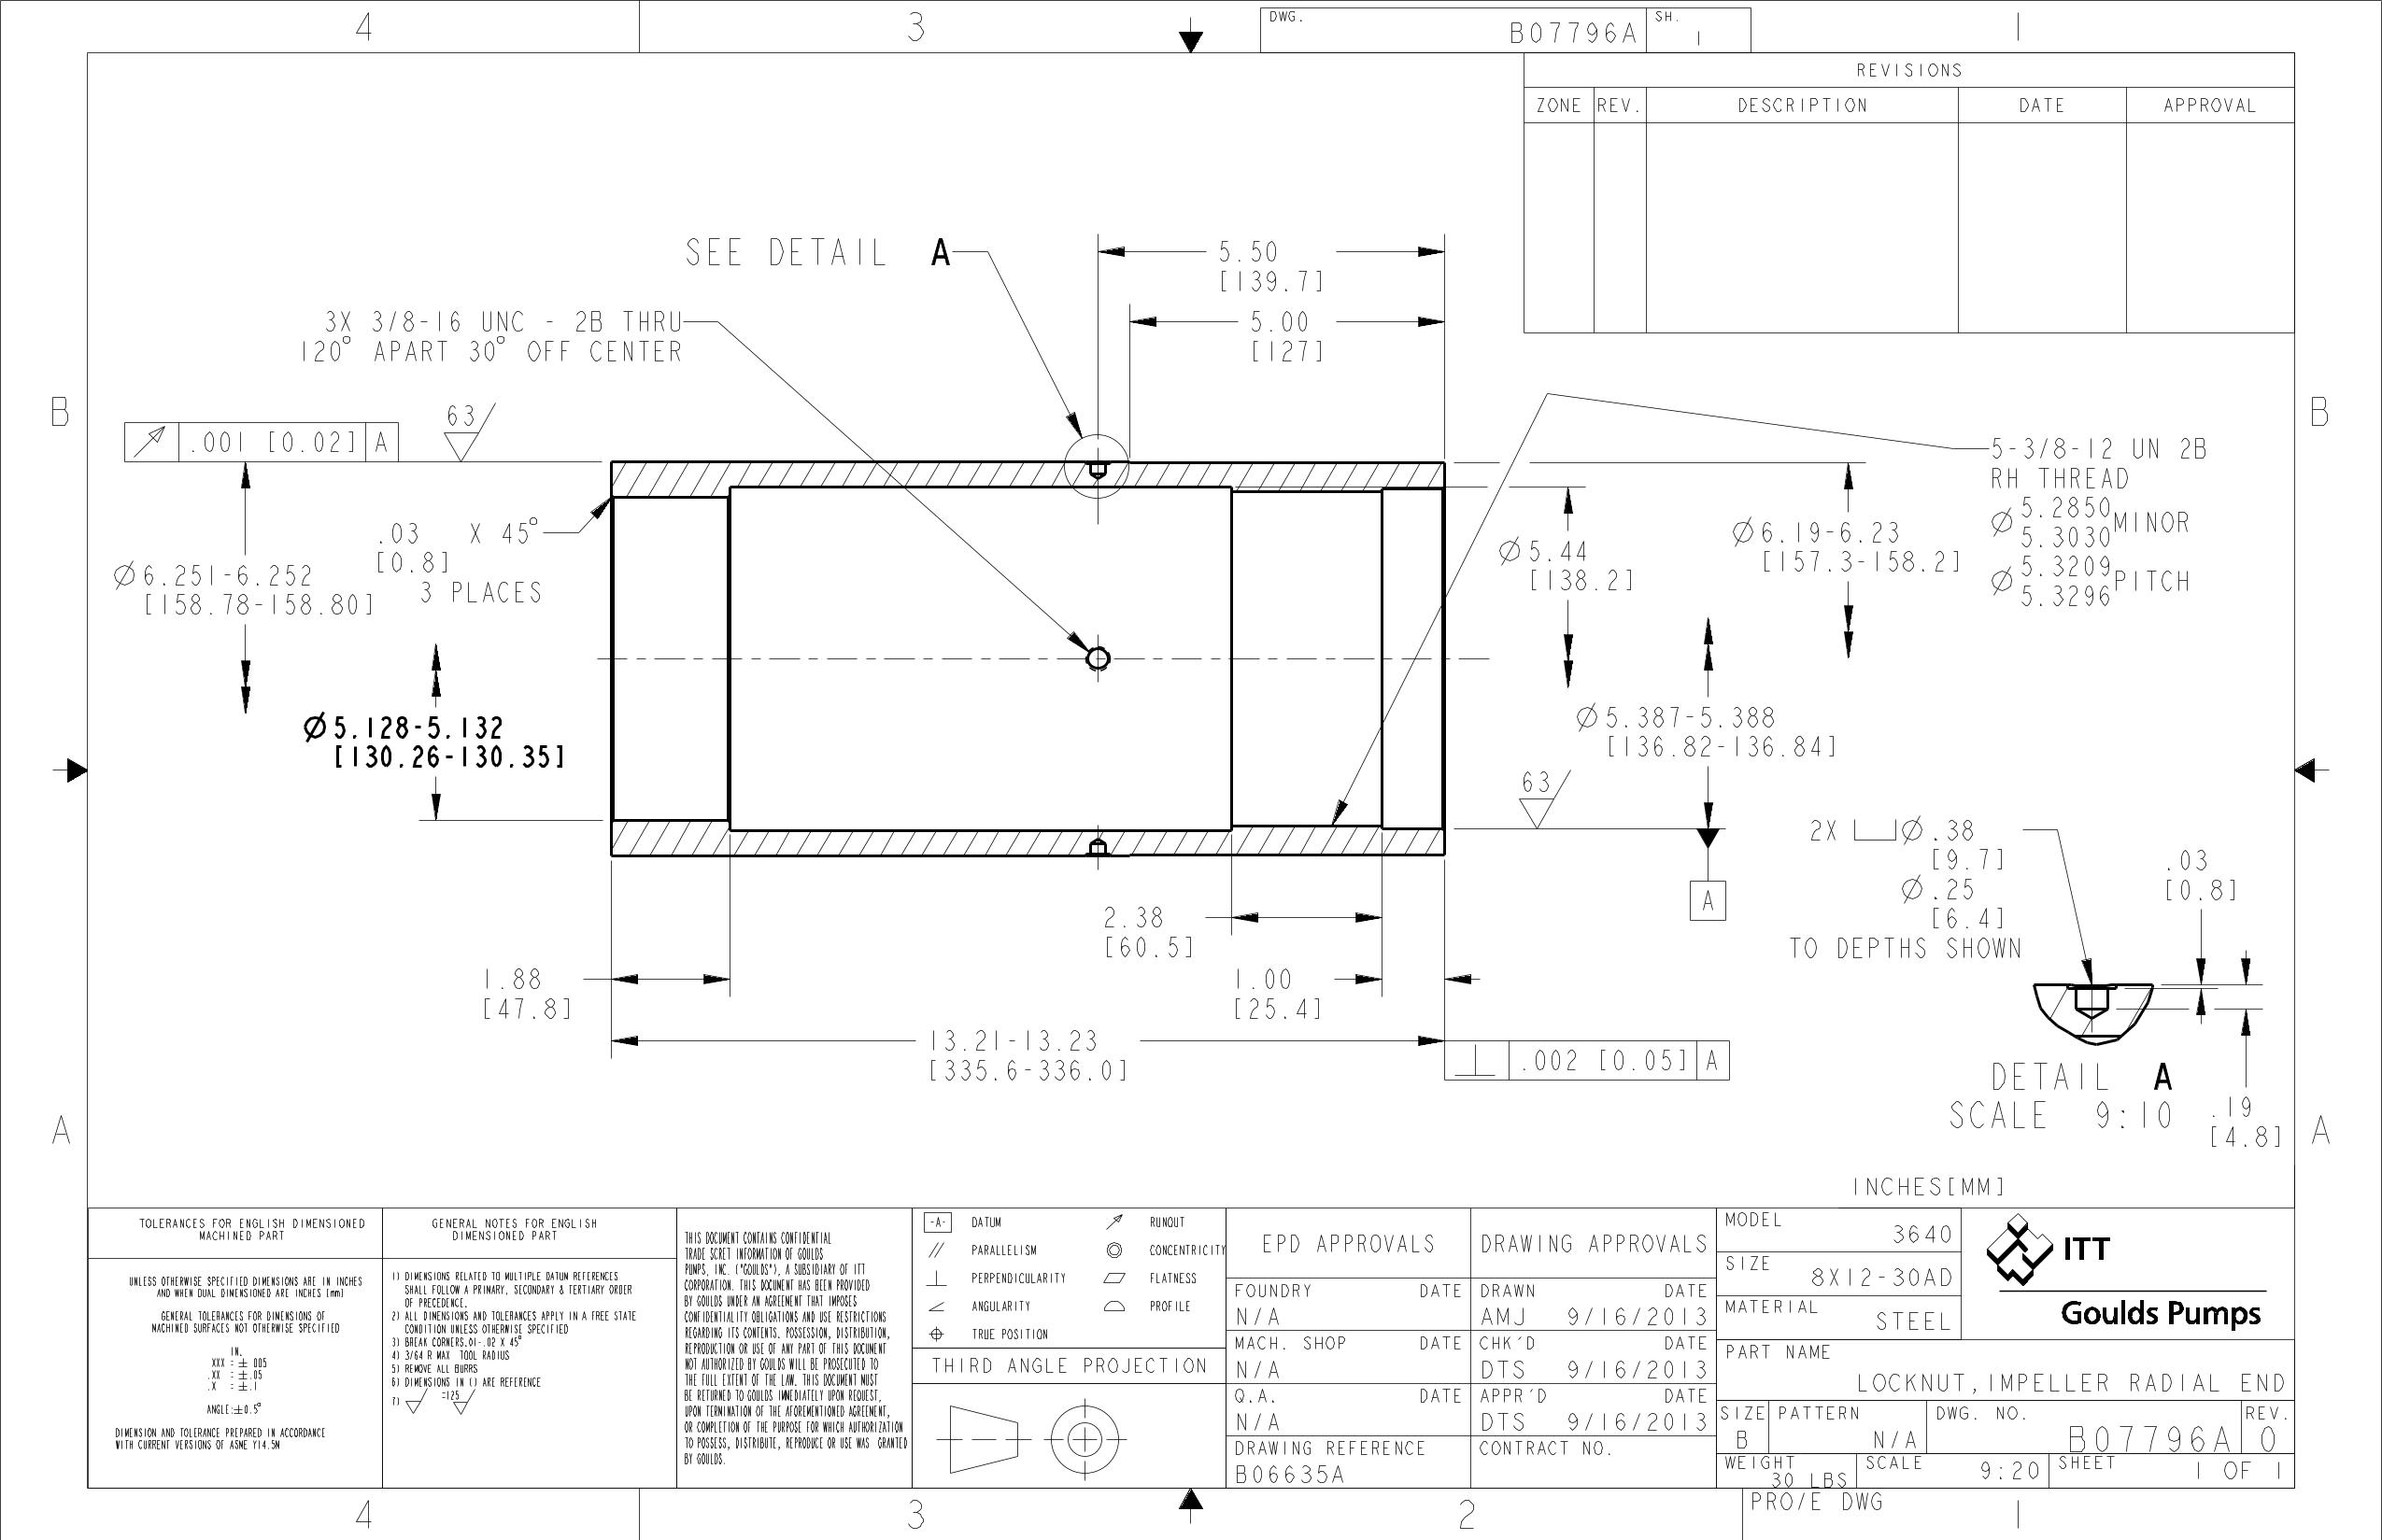 4
3
DWG.
B07796A
SH.
1
1
REVISIONS
ZONE REV. DESCRIPTION DATE APPROVAL
SEE DETAIL A
5.50
[139.7]
3X 3/8-16 UNC - 2B THRU
120° APART 30° OFF CENTER
5.00
[127]
B
B
63
.001 [0.02] A
5-3/8-12 UN 2B
RH THREAD
Ø 5.2850
5.3030 MINOR
Ø 5.3209
5.3296 PITCH
.03 X 45°
[0.8]
3 PLACES
Ø6.251-6.252
[158.78-158.80]
Ø5.44
[138.2]
Ø6.19-6.23
[157.3-158.2]
Ø5.128-5.132
[130.26-130.35]
Ø5.387-5.388
[136.82-136.84]
63
A
2X ⌴Ø .38
[9.7]
Ø .25
[6.4]
TO DEPTHS SHOWN
.03
[0.8]
2.38
[60.5]
1.88
[47.8]
1.00
[25.4]
13.21-13.23
[335.6-336.0]
⊥ .002 [0.05] A
DETAIL A
SCALE 9:10
.19
[4.8]
A
A
INCHES[MM]
TOLERANCES FOR ENGLISH DIMENSIONED
MACHINED PART
UNLESS OTHERWISE SPECIFIED DIMENSIONS ARE IN INCHES
AND WHEN DUAL DIMENSIONED ARE INCHES [mm]
GENERAL TOLERANCES FOR DIMENSIONS OF
MACHINED SURFACES NOT OTHERWISE SPECIFIED
IN.
.XXX = ± .005
.XX = ±.05
.X = ±.1
ANGLE:±0.5°
DIMENSION AND TOLERANCE PREPARED IN ACCORDANCE
WITH CURRENT VERSIONS OF ASME Y14.5M
GENERAL NOTES FOR ENGLISH
DIMENSIONED PART
1) DIMENSIONS RELATED TO MULTIPLE DATUM REFERENCES
SHALL FOLLOW A PRIMARY, SECONDARY & TERTIARY ORDER
OF PRECEDENCE.
2) ALL DIMENSIONS AND TOLERANCES APPLY IN A FREE STATE
CONDITION UNLESS OTHERWISE SPECIFIED
3) BREAK CORNERS.01-.02 X 45°
4) 3/64 R MAX TOOL RADIUS
5) REMOVE ALL BURRS
6) DIMENSIONS IN () ARE REFERENCE
7) =125
THIS DOCUMENT CONTAINS CONFIDENTIAL
TRADE SCRET INFORMATION OF GOULDS
PUMPS, INC. ("GOULDS"), A SUBSIDIARY OF ITT
CORPORATION. THIS DOCUMENT HAS BEEN PROVIDED
BY GOULDS UNDER AN AGREEMENT THAT IMPOSES
CONFIDENTIALITY OBLIGATIONS AND USE RESTRICTIONS
REGARDING ITS CONTENTS. POSSESSION, DISTRIBUTION,
REPRODUCTION OR USE OF ANY PART OF THIS DOCUMENT
NOT AUTHORIZED BY GOULDS WILL BE PROSECUTED TO
THE FULL EXTENT OF THE LAW. THIS DOCUMENT MUST
BE RETURNED TO GOULDS IMMEDIATELY UPON REQUEST,
UPON TERMINATION OF THE AFOREMENTIONED AGREEMENT,
OR COMPLETION OF THE PURPOSE FOR WHICH AUTHORIZATION
TO POSSESS, DISTRIBUTE, REPRODUCE OR USE WAS GRANTED
BY GOULDS.
-A- DATUM
RUNOUT
PARALLELISM
CONCENTRICITY
PERPENDICULARITY
FLATNESS
ANGULARITY
PROFILE
TRUE POSITION
THIRD ANGLE PROJECTION
EPD APPROVALS
FOUNDRY DATE
N/A
MACH. SHOP DATE
N/A
Q.A. DATE
N/A
DRAWING REFERENCE
B06635A
DRAWING APPROVALS
DRAWN DATE
AMJ 9/16/2013
CHK'D DATE
DTS 9/16/2013
APPR'D DATE
DTS 9/16/2013
CONTRACT NO.
MODEL
3640
SIZE
8X12-30AD
MATERIAL
STEEL
ITT
Goulds Pumps
PART NAME
LOCKNUT,IMPELLER RADIAL END
SIZE
B
PATTERN
N/A
DWG. NO.
B07796A
REV.
0
WEIGHT
30 LBS
SCALE
9:20
SHEET
1 OF 1
PRO/E DWG
4
3
2
1